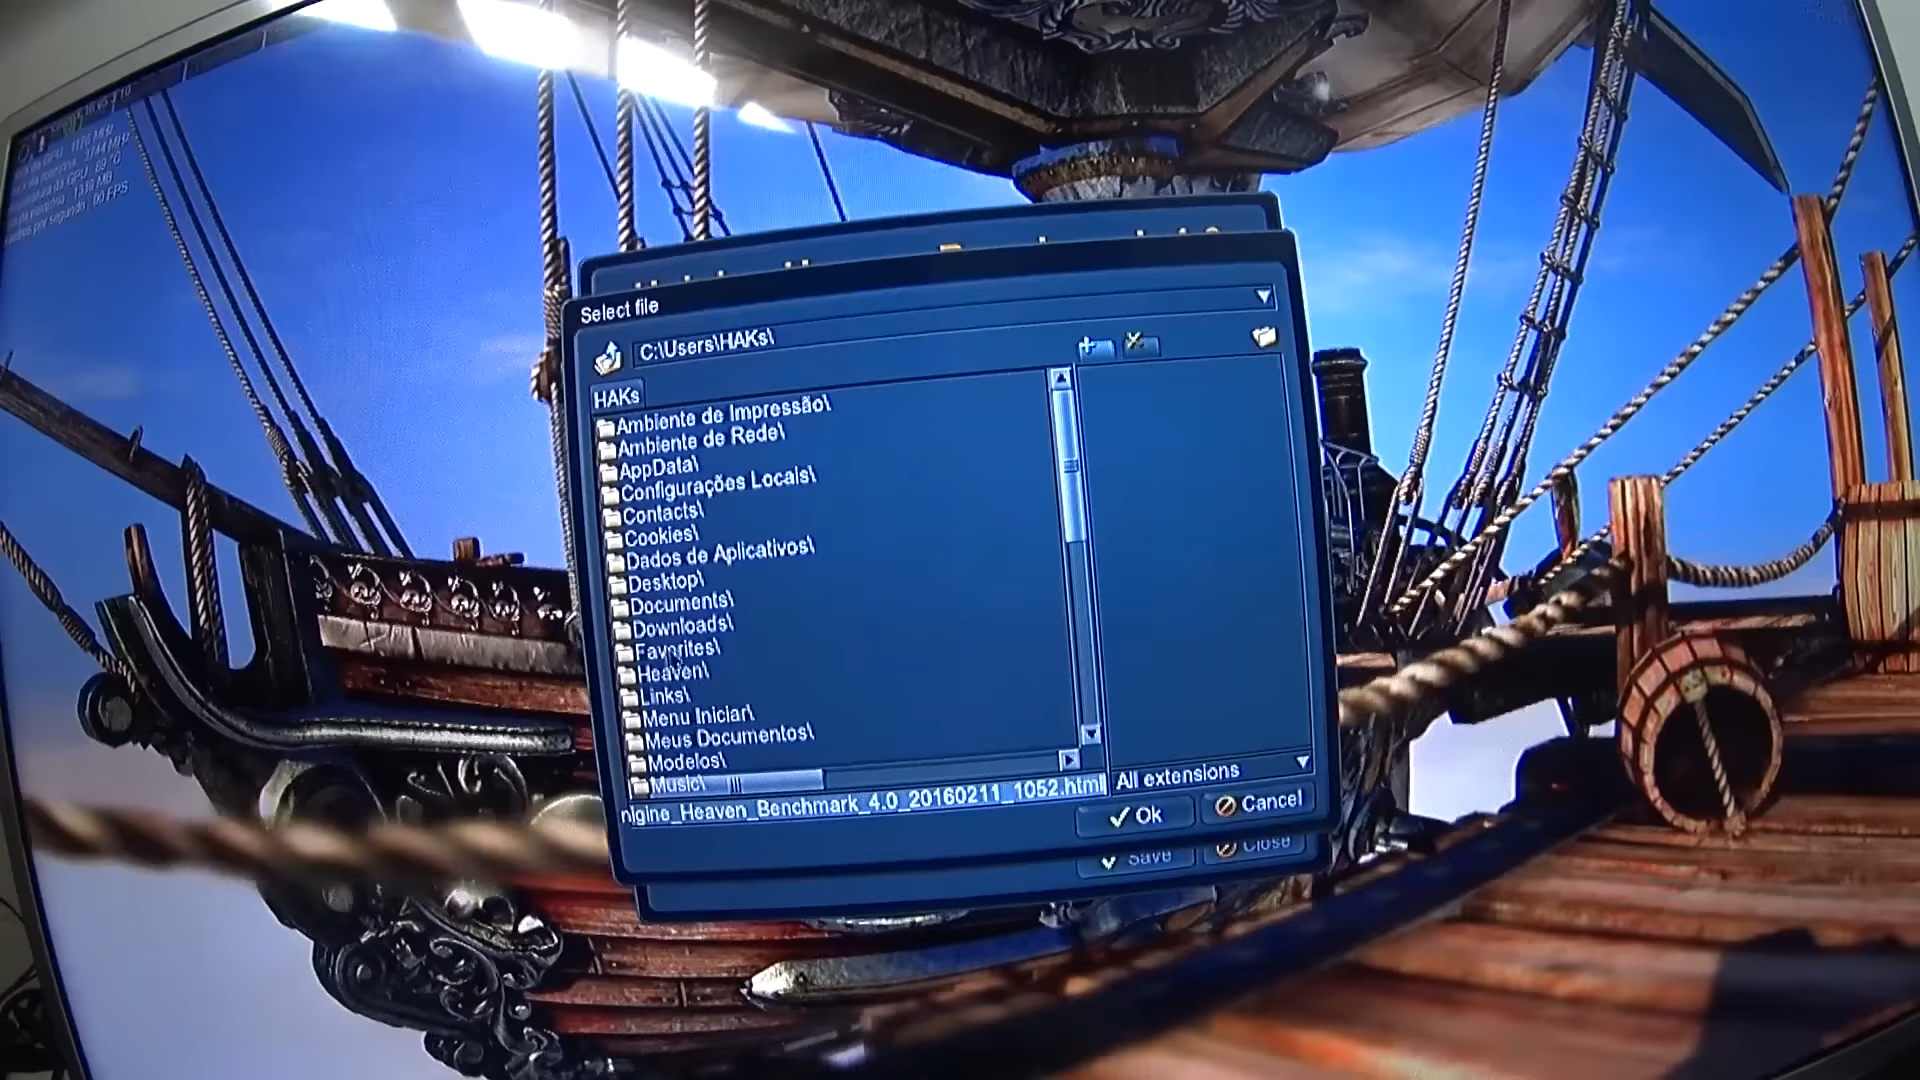 Select file
C:\Users\HAKs\
HAKs
Ambiente de Impressão\
Ambiente de Rede\
AppData\
Configurações Locais\
Contacts\
Cookies\
Dados de Aplicativos\
Desktop\
Documents\
Downloads\
Favorites\
Heaven\
Links\
Menu Iniciar\
Meus Documentos\
Modelos\
Music\
nigine_Heaven_Benchmark_4.0_20160211_1052.html
All extensions
Ok
Cancel
Save
Close